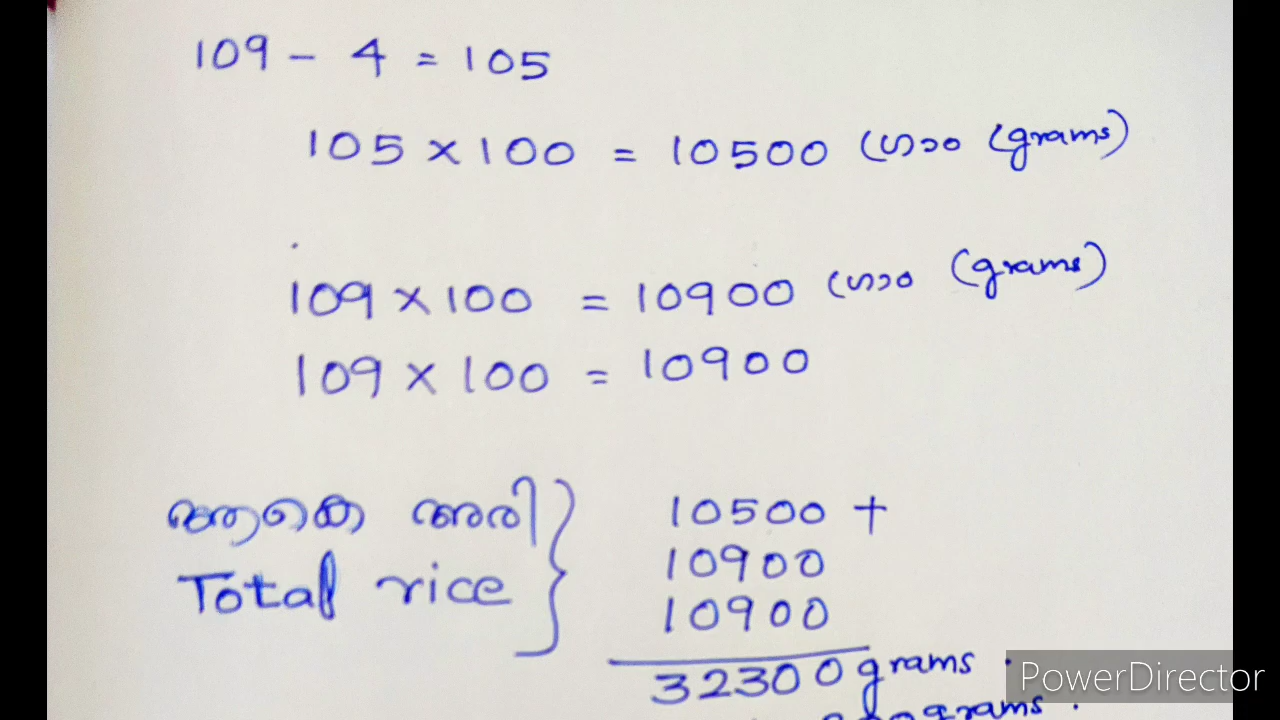 109 - 4 = 105
105 × 100 = 10500 ഗ്രാം (grams)
109 × 100 = 10900 ഗ്രാം (grams)
109 × 100 = 10900
ആകെ അരി
Total rice
10500 +
10900
10900
32300 grams.
grams.
PowerDirector